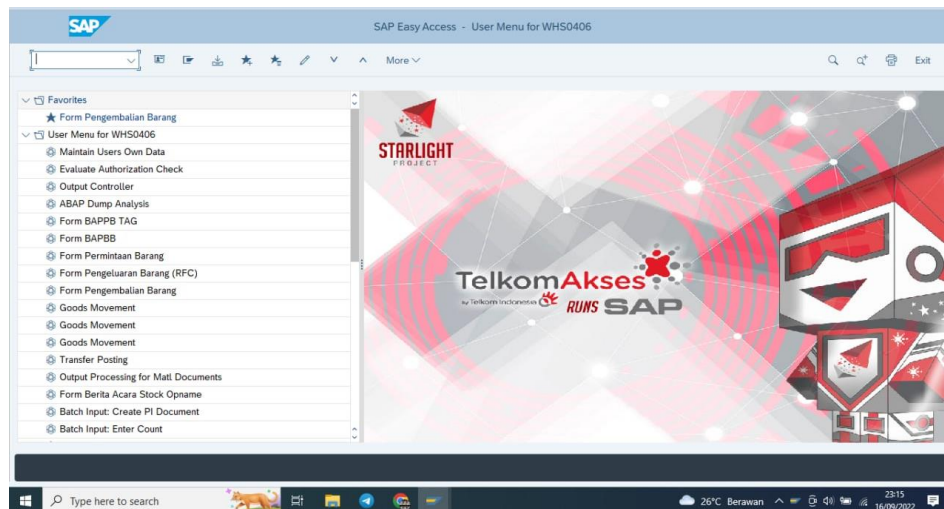 SAP
SAP Easy Access - User Menu for WHS0406
More
Exit
Favorites
Form Pengembalian Barang
User Menu for WHS0406
Maintain Users Own Data
Evaluate Authorization Check
Output Controller
ABAP Dump Analysis
Form BAPPB TAG
Form BAPBB
Form Permintaan Barang
Form Pengeluaran Barang (RFC)
Form Pengembalian Barang
Goods Movement
Goods Movement
Goods Movement
Transfer Posting
Output Processing for Matl Documents
Form Berita Acara Stock Opname
Batch Input: Create PI Document
Batch Input: Enter Count
STARLIGHT
PROJECT
TelkomAkses
by Telkom Indonesia
RUNS SAP
Type here to search
26°C Berawan
23:15
16/09/2022